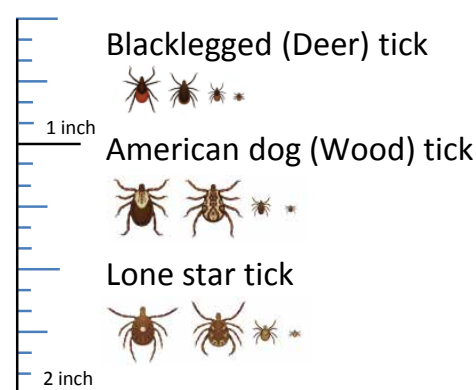 Blacklegged (Deer) tick
1 inch
American dog (Wood) tick
Lone star tick
2 inch